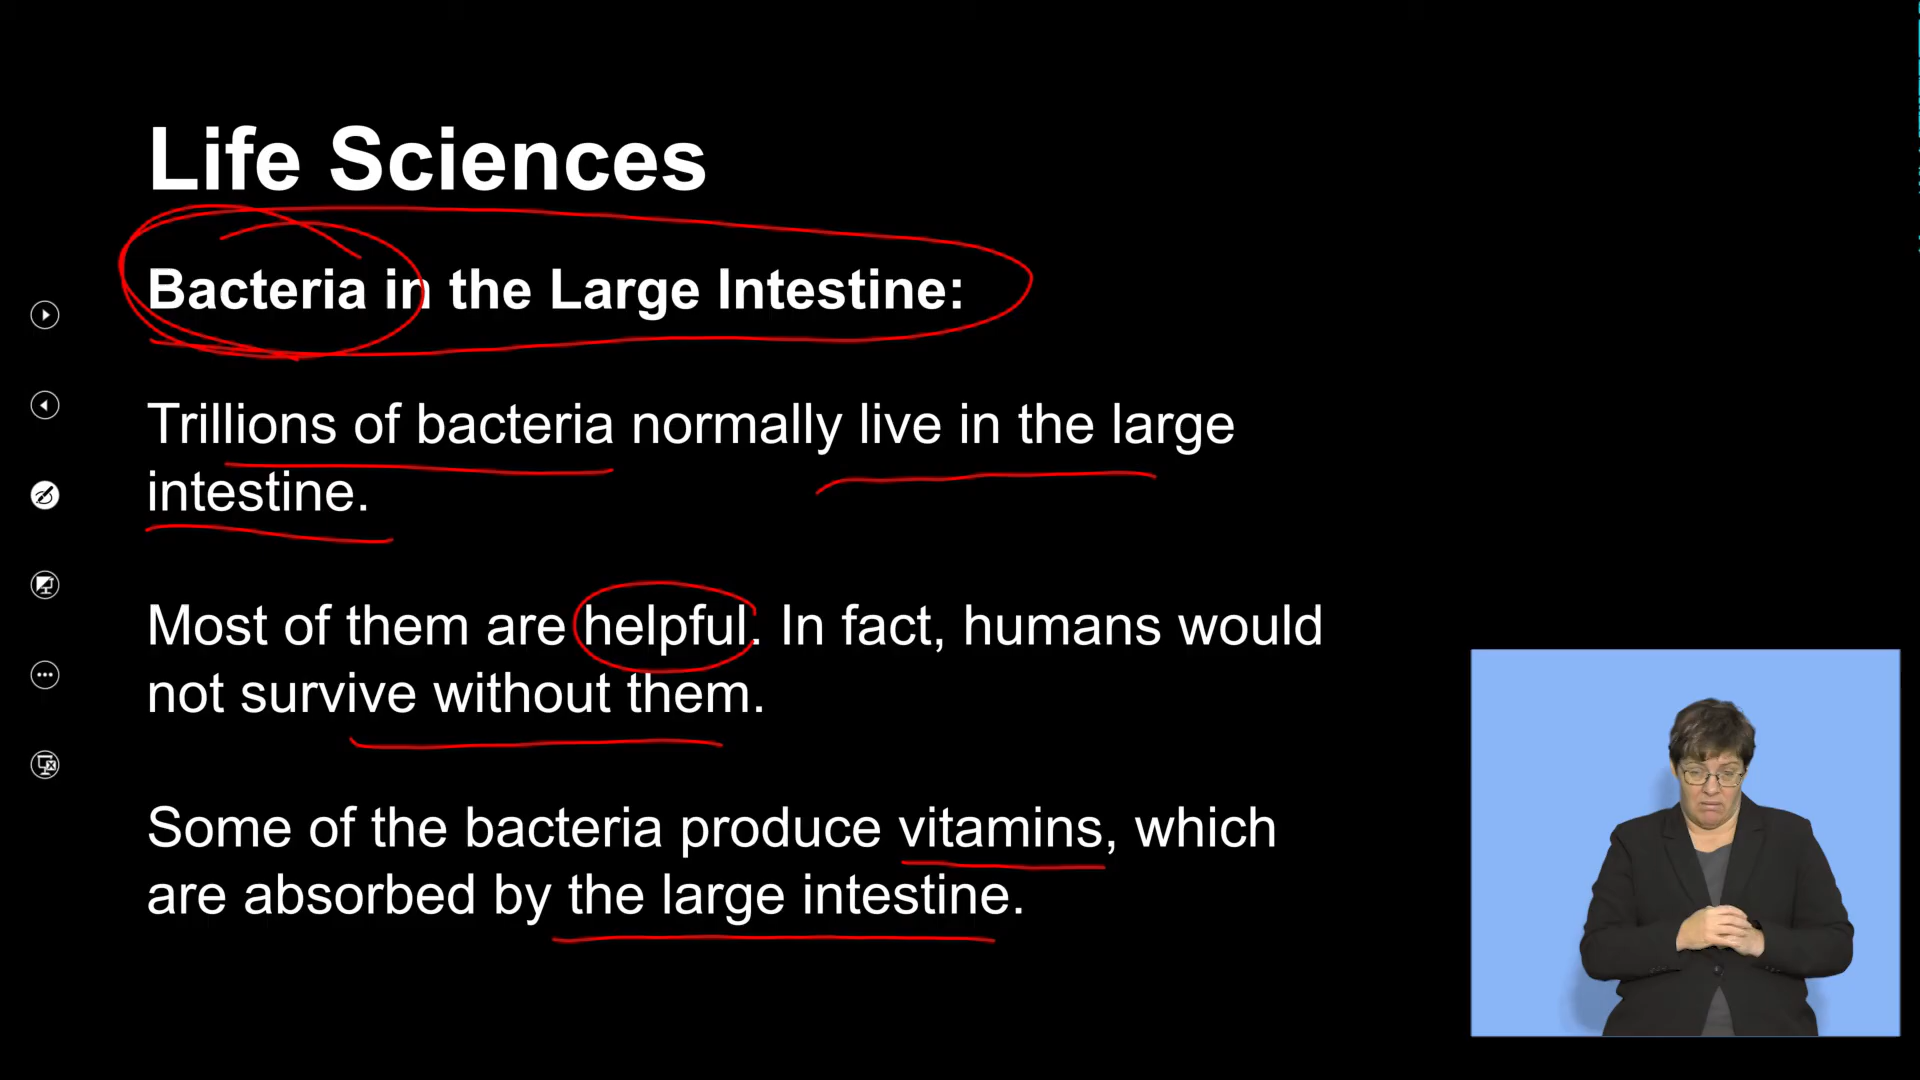 Life Sciences
Bacteria in the Large Intestine:
Trillions of bacteria normally live in the large
intestine.
Most of them are helpful. In fact, humans would
not survive without them.
Some of the bacteria produce vitamins, which
are absorbed by the large intestine.